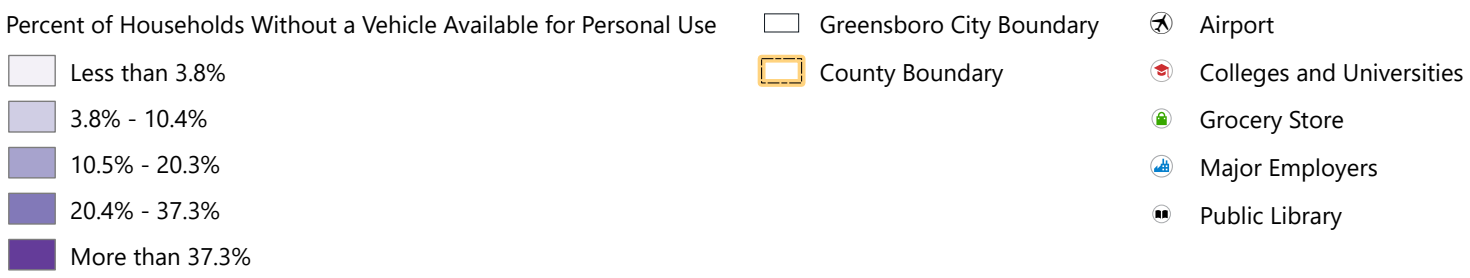 Percent of Households Without a Vehicle Available for Personal Use
Less than 3.8%
3.8% - 10.4%
10.5% - 20.3%
20.4% - 37.3%
More than 37.3%
Greensboro City Boundary
County Boundary
Airport
Colleges and Universities
Grocery Store
Major Employers
Public Library